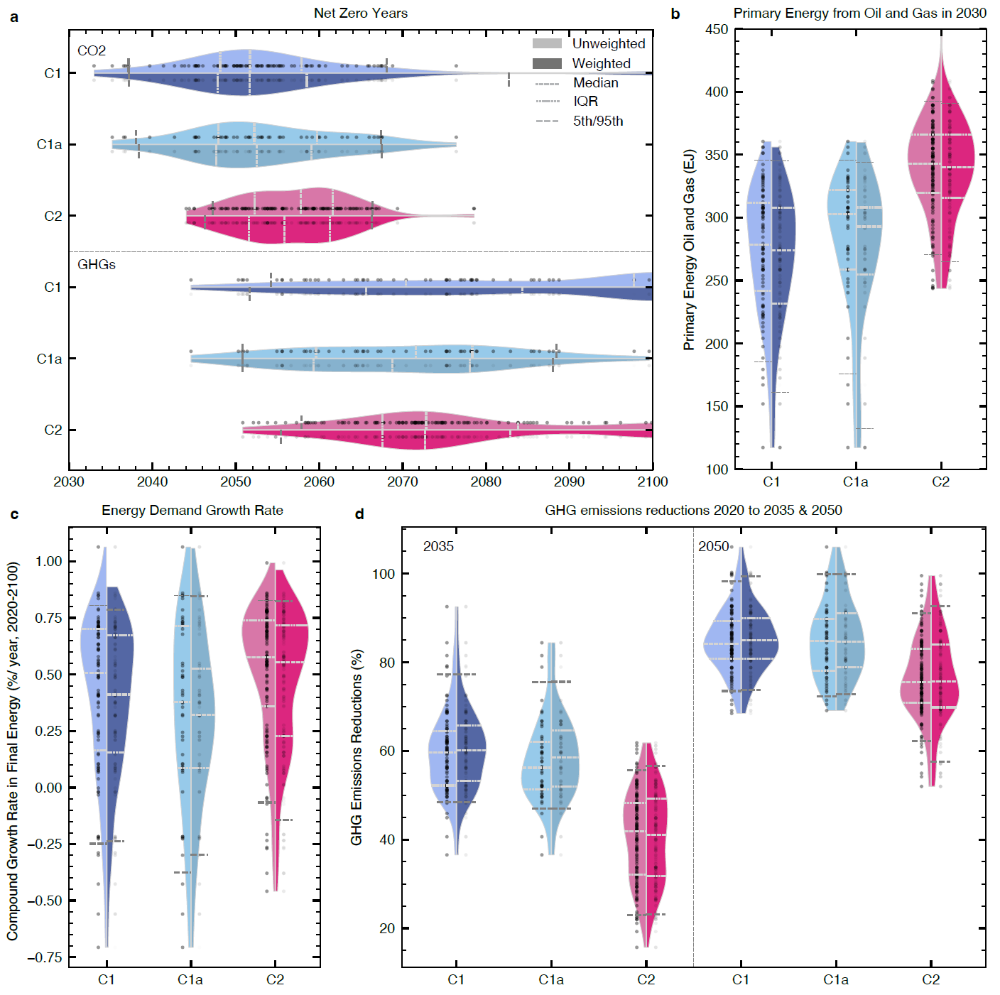 a
Net Zero Years
CO2
C1
C1a
C2
GHGs
C1
C1a
C2
Unweighted
Weighted
Median
IQR
5th/95th
2030 2040 2050 2060 2070 2080 2090 2100
b
Primary Energy from Oil and Gas in 2030
Primary Energy Oil and Gas (EJ)
450
400
350
300
250
200
150
100
C1 C1a C2
c
Energy Demand Growth Rate
Compound Growth Rate in Final Energy (%/ year, 2020-2100)
1.00
0.75
0.50
0.25
0.00
−0.25
−0.50
−0.75
C1 C1a C2
d
GHG emissions reductions 2020 to 2035 & 2050
GHG Emissions Reductions (%)
2035 2050
100
80
60
40
20
C1 C1a C2 C1 C1a C2